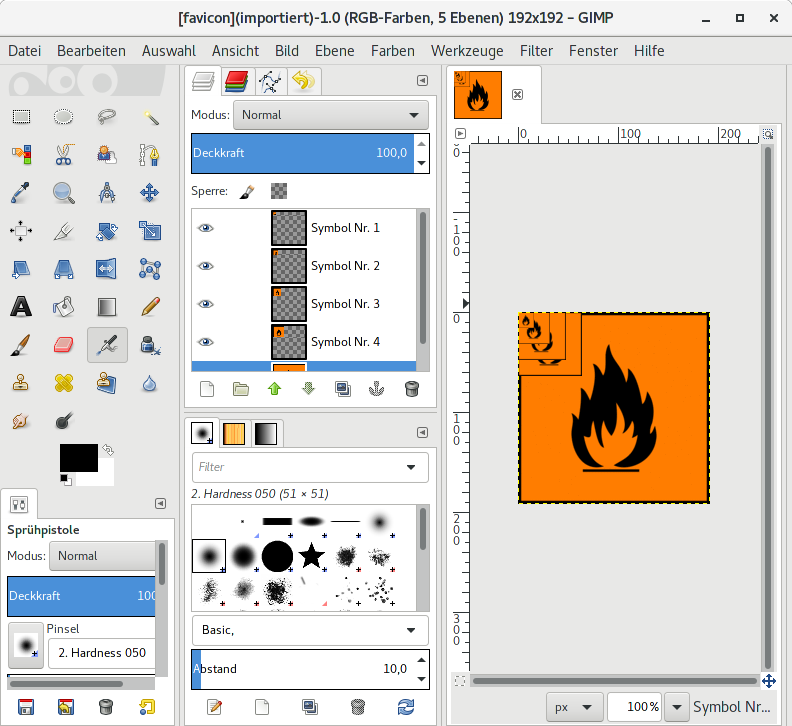 [favicon](importiert)-1.0 (RGB-Farben, 5 Ebenen) 192x192 – GIMP
Datei Bearbeiten Auswahl Ansicht Bild Ebene Farben Werkzeuge Filter Fenster Hilfe
Modus: Normal
Deckkraft 100,0
Sperre:
Symbol Nr. 1
Symbol Nr. 2
Symbol Nr. 3
Symbol Nr. 4
Filter
2. Hardness 050 (51 × 51)
Basic,
Abstand 10,0
Sprühpistole
Modus: Normal
Deckkraft 100
Pinsel
2. Hardness 050
0 100 200
0
-100
0
100
200
300
px 100 % Symbol Nr...